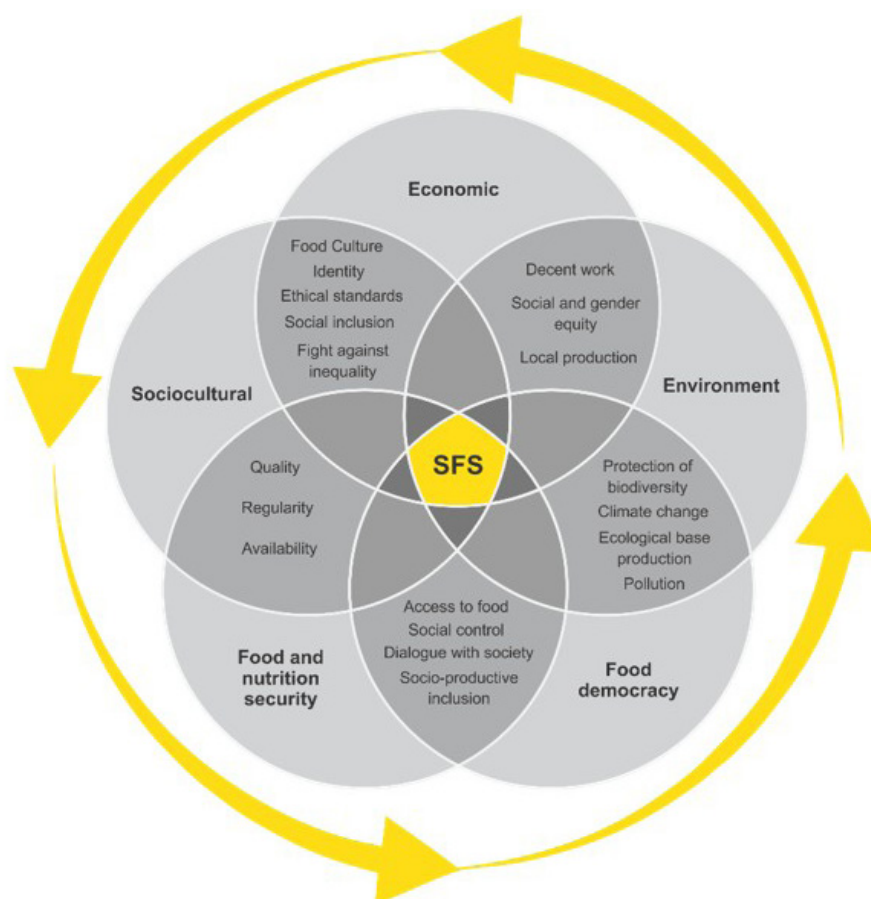 Economic
Food Culture
Identity
Ethical standards
Social inclusion
Fight against
inequality
Decent work
Social and gender
equity
Local production
Sociocultural
Environment
SFS
Quality
Regularity
Availability
Protection of
biodiversity
Climate change
Ecological base
production
Pollution
Access to food
Social control
Dialogue with society
Socio-productive
inclusion
Food and
nutrition
security
Food
democracy